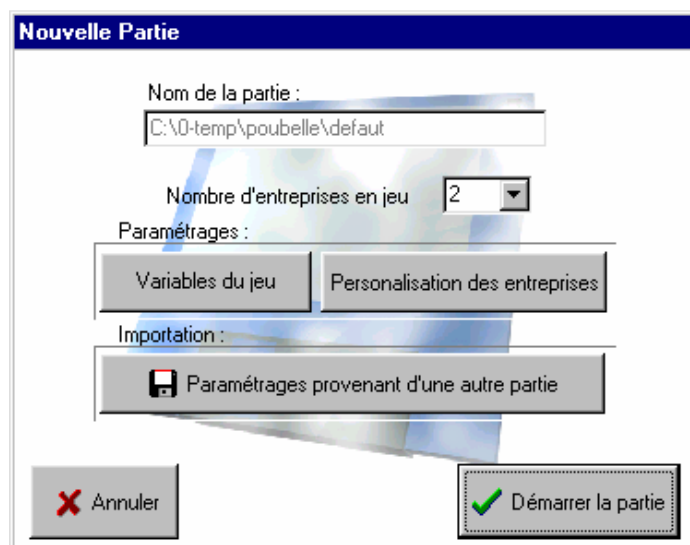 Nouvelle Partie
Nom de la partie :
C:\0-temp\poubelle\defaut
Nombre d'entreprises en jeu 2
Paramétrages :
Variables du jeu Personalisation des entreprises
Importation :
Paramétrages provenant d'une autre partie
Annuler Démarrer la partie